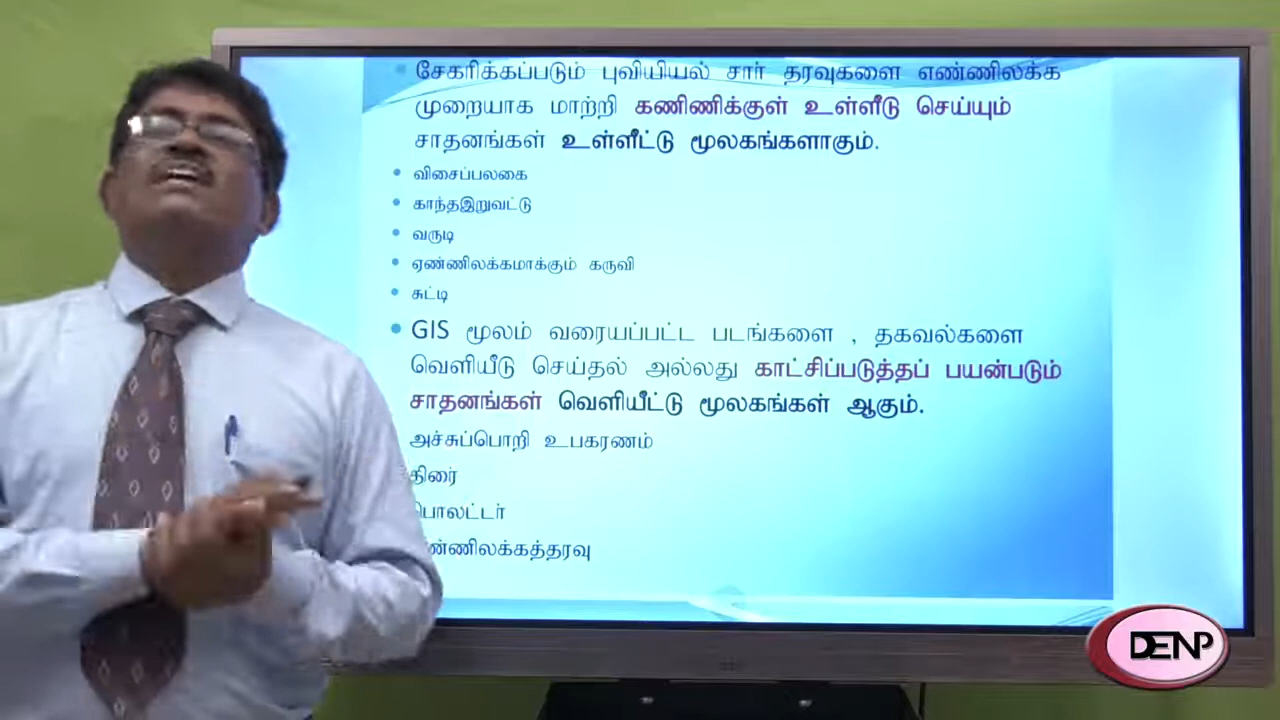 சேகரிக்கப்படும் புவியியல் சார் தரவுகளை எண்ணிலக்க
முறையாக மாற்றி கணிணிக்குள் உள்ளீடு செய்யும்
சாதனங்கள் உள்ளீட்டு மூலகங்களாகும்.
விசைப்பலகை
காந்தஇறுவட்டு
வருடி
ஏண்ணிலக்கமாக்கும் கருவி
சுட்டி
GIS மூலம் வரையப்பட்ட படங்களை , தகவல்களை
வெளியீடு செய்தல் அல்லது காட்சிப்படுத்தப் பயன்படும்
சாதனங்கள் வெளியீட்டு மூலகங்கள் ஆகும்.
அச்சுப்பொறி உபகரணம்
திரை
பொலட்டர்
DENP